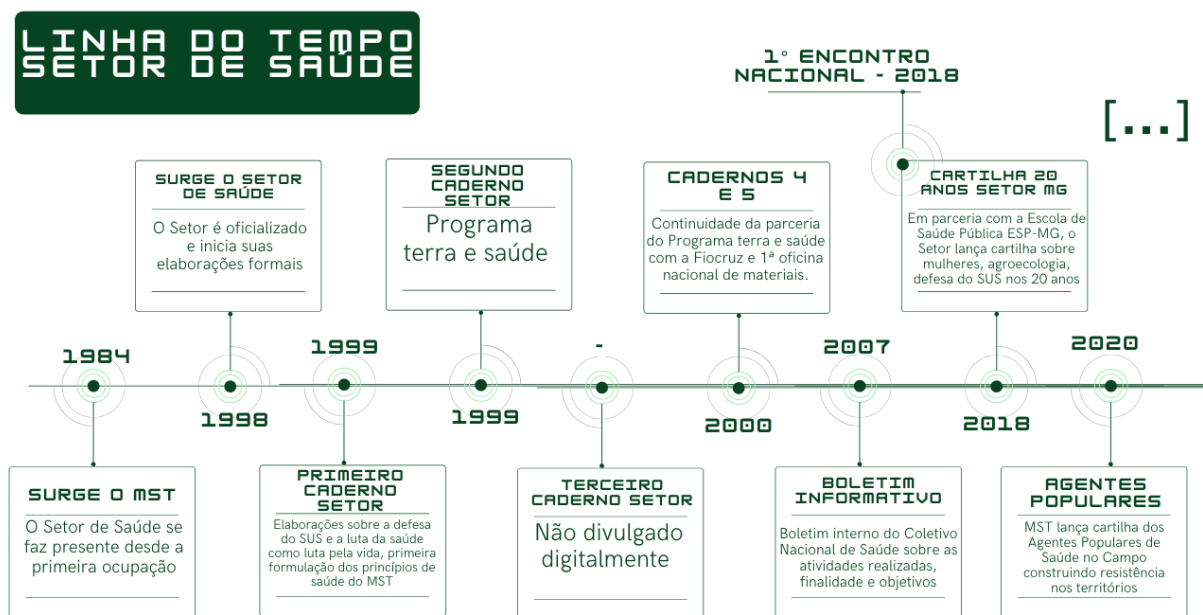 LINHA DO TEMPO
SETOR DE SAÚDE
1° ENCONTRO
NACIONAL - 2018
[...]
SURGE O SETOR
DE SAÚDE
O Setor é oficializado
e inicia suas
elaborações formais
SEGUNDO
CADERNO
SETOR
Programa
terra e saúde
CADERNOS 4
E 5
Continuidade da parceria
do Programa terra e saúde
com a Fiocruz e 1ª oficina
nacional de materiais.
CARTILHA 20
ANOS SETOR MG
Em parceria com a Escola de
Saúde Pública ESP-MG, o
Setor lança cartilha sobre
mulheres, agroecologia,
defesa do SUS nos 20 anos
1984
1998
1999
1999
-
2000
2007
2018
2020
SURGE O MST
O Setor de Saúde se
faz presente desde a
primeira ocupação
PRIMEIRO
CADERNO
SETOR
Elaborações sobre a defesa
do SUS e a luta da saúde
como luta pela vida, primeira
formulação dos princípios de
saúde do MST
TERCEIRO
CADERNO SETOR
Não divulgado
digitalmente
BOLETIM
INFORMATIVO
Boletim interno do Coletivo
Nacional de Saúde sobre as
atividades realizadas,
finalidade e objetivos
AGENTES
POPULARES
MST lança cartilha dos
Agentes Populares de
Saúde no Campo
construindo resistência
nos territórios